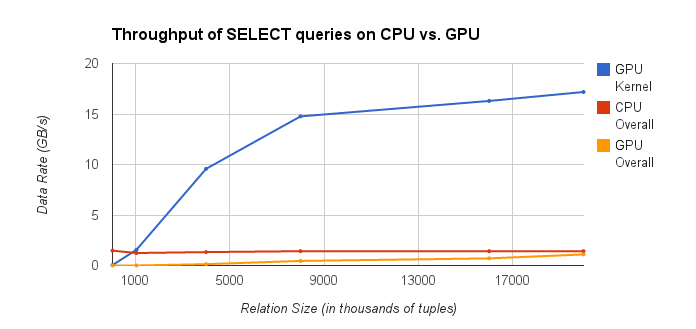 Throughput of SELECT queries on CPU vs. GPU
20
15
10
5
0
Data Rate (GB/s)
1000
5000
9000
13000
17000
Relation Size (in thousands of tuples)
GPU
Kernel
CPU
Overall
GPU
Overall